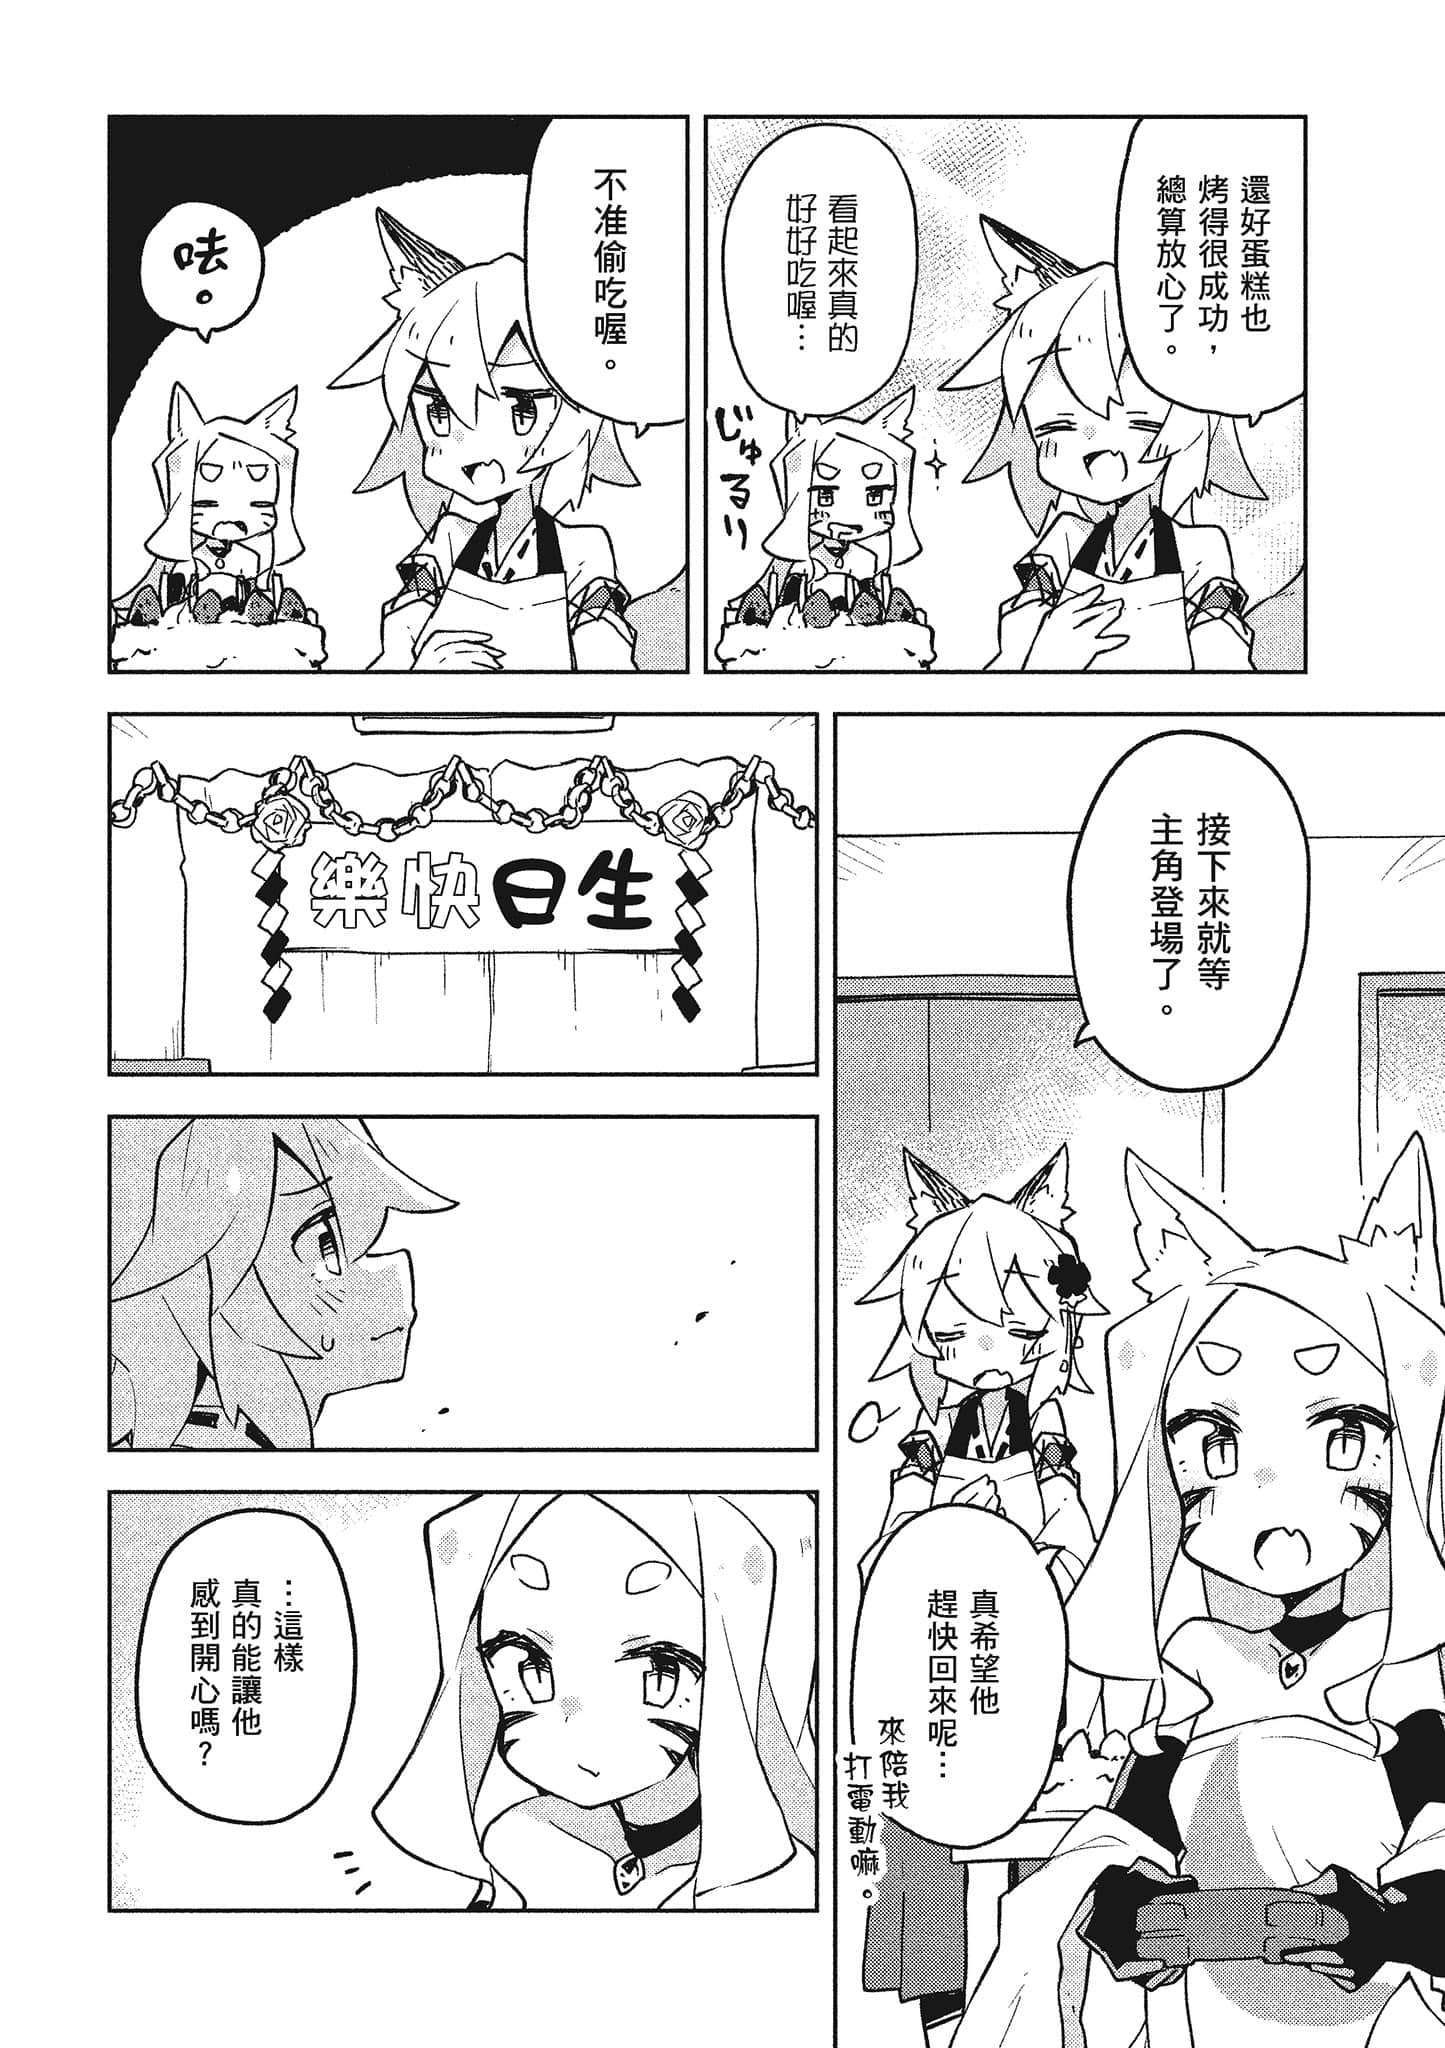 還好蛋糕也
烤得很成功，
總算放心了。
看起來真的
好好吃喔…
じゅるり
不准偷吃喔。
呿。
接下來就等
主角登場了。
真希望他
趕快回來呢…
來陪我
打電動嘛。
生日快樂
…這樣
真的能讓他
感到開心嗎？